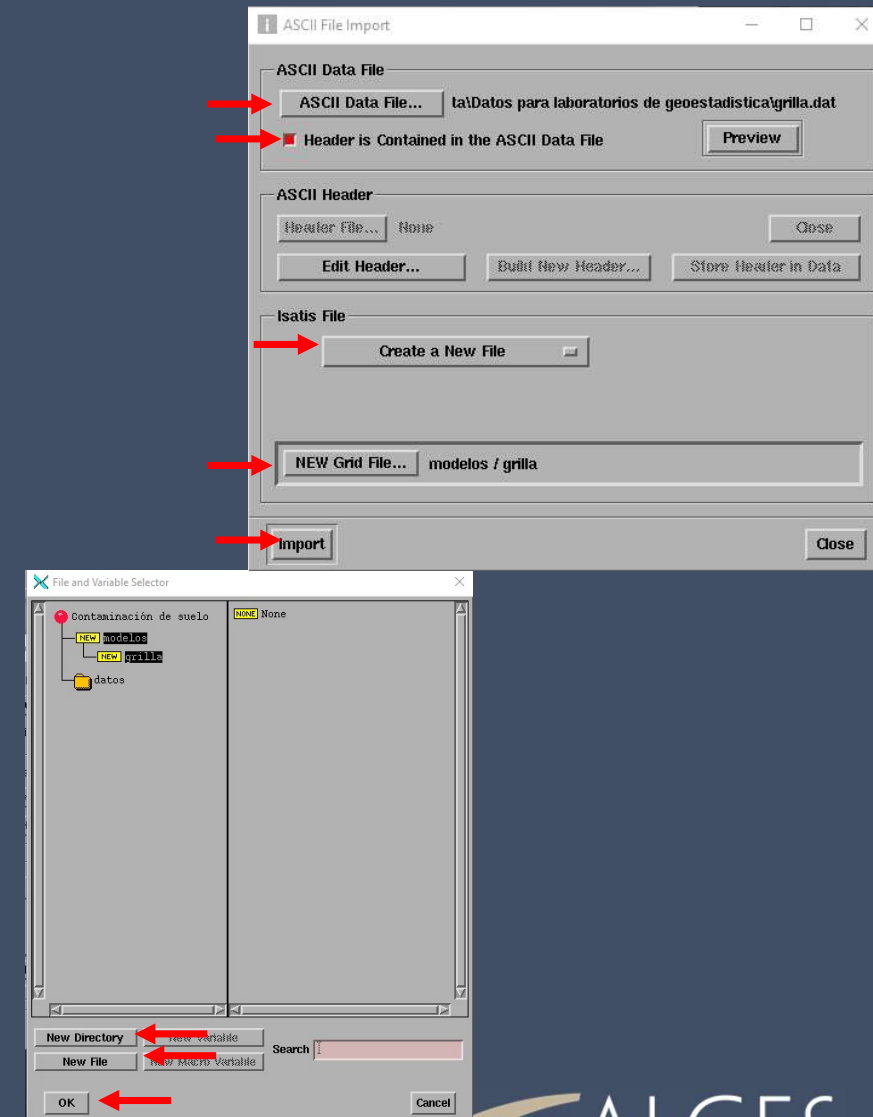 ASCII File Import
ASCII Data File
ASCII Data File... ta\Datos para laboratorios de geoestadistica\grilla.dat
Header is Contained in the ASCII Data File Preview
ASCII Header
Header File... None Close
Edit Header... Build New Header... Store Header in Data
Isatis File
Create a New File
NEW Grid File... modelos / grilla
Import Close
File and Variable Selector
Contaminación de suelo NONE None
NEW modelos
NEW grilla
datos
New Directory New Variable
Search
New File New Macro Variable
OK Cancel
ALGES